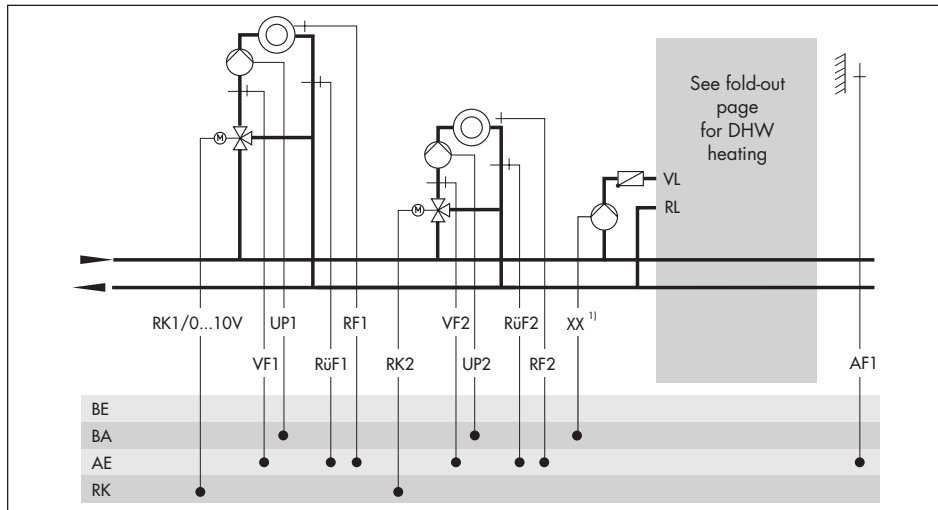 See fold-out
page
for DHW
heating
M
M
VL
RL
RK1/0...10V UP1 RF1 VF2 RüF2 XX 1)
VF1 RüF1 RK2 UP2 RF2 AF1
BE
BA
AE
RK